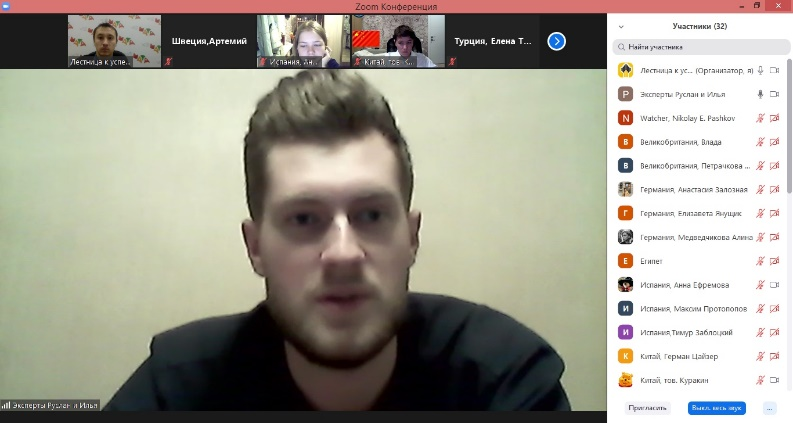 Zoom Конференция
Лестница к успе...
Швеция,Артемий
Испания, Ан...
Китай, тов. К...
Турция, Елена Т...
Эксперты Руслан и Илья
Участники (32)
Найти участника
Лестница к ус... (Организатор, я)
P Эксперты Руслан и Илья
N Watcher, Nikolay E. Pashkov
В Великобритания, Влада
В Великобритания, Петрачкова ...
Германия, Анастасия Залозная
Г Германия, Елизавета Янущик
Германия, Медведчикова Алина
Е Египет
Испания, Анна Ефремова
И Испания, Максим Протопопов
И Испания,Тимур Заблоцкий
К Китай, Герман Цайзер
Китай, тов. Куракин
Пригласить
Выкл. весь звук
...